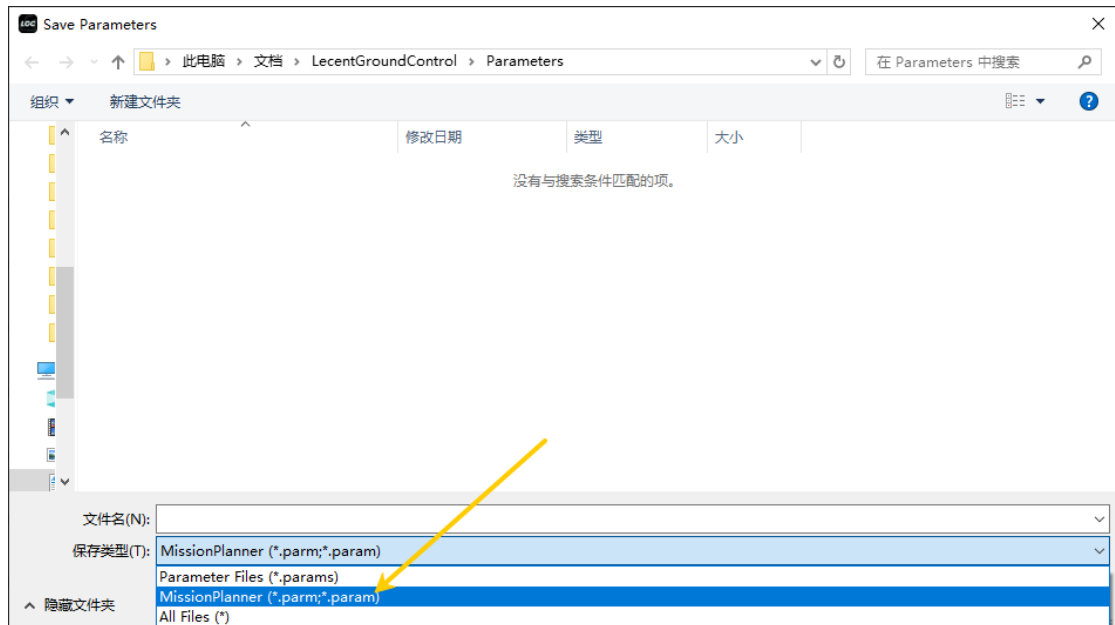 LGC Save Parameters
此电脑 > 文档 > LecentGroundControl > Parameters 在 Parameters 中搜索
组织 新建文件夹
名称 修改日期 类型 大小
没有与搜索条件匹配的项。
文件名(N):
保存类型(T): MissionPlanner (*.parm;*.param)
Parameter Files (*.params)
MissionPlanner (*.parm;*.param)
All Files (*)
隐藏文件夹